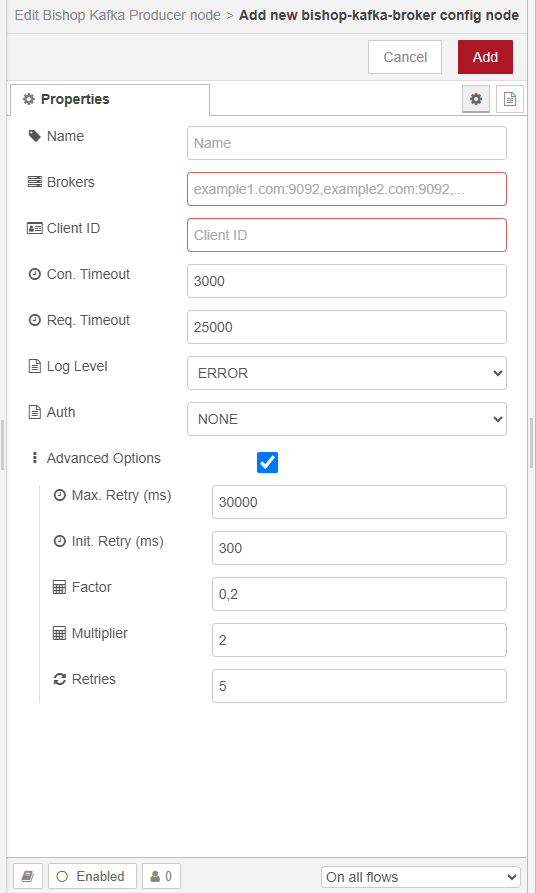 Edit Bishop Kafka Producer node > Add new bishop-kafka-broker config node
Cancel Add
Properties
Name Name
Brokers example1.com:9092,example2.com:9092,...
Client ID Client ID
Con. Timeout 3000
Req. Timeout 25000
Log Level ERROR
Auth NONE
Advanced Options
Max. Retry (ms) 30000
Init. Retry (ms) 300
Factor 0,2
Multiplier 2
Retries 5
Enabled 0 On all flows